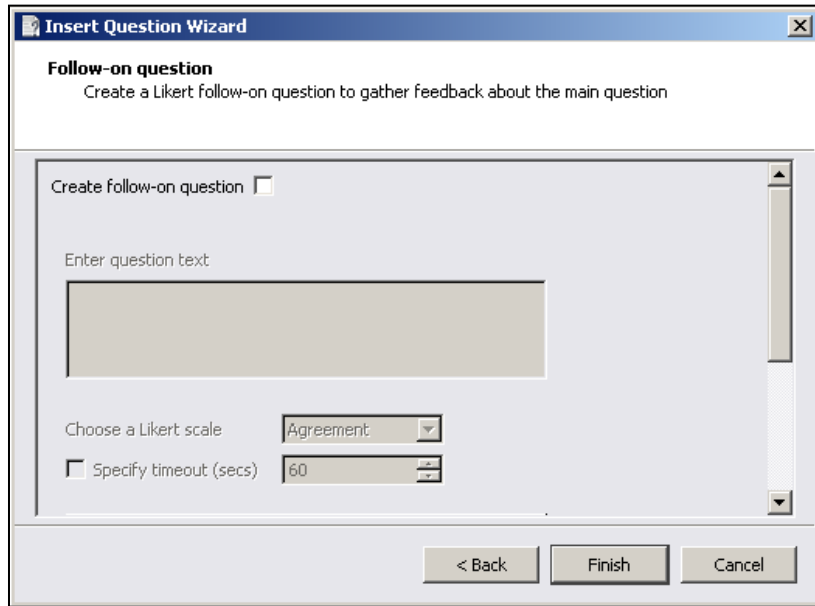 Insert Question Wizard
Follow-on question
Create a Likert follow-on question to gather feedback about the main question
Create follow-on question
Enter question text
Choose a Likert scale Agreement
Specify timeout (secs) 60
< Back Finish Cancel